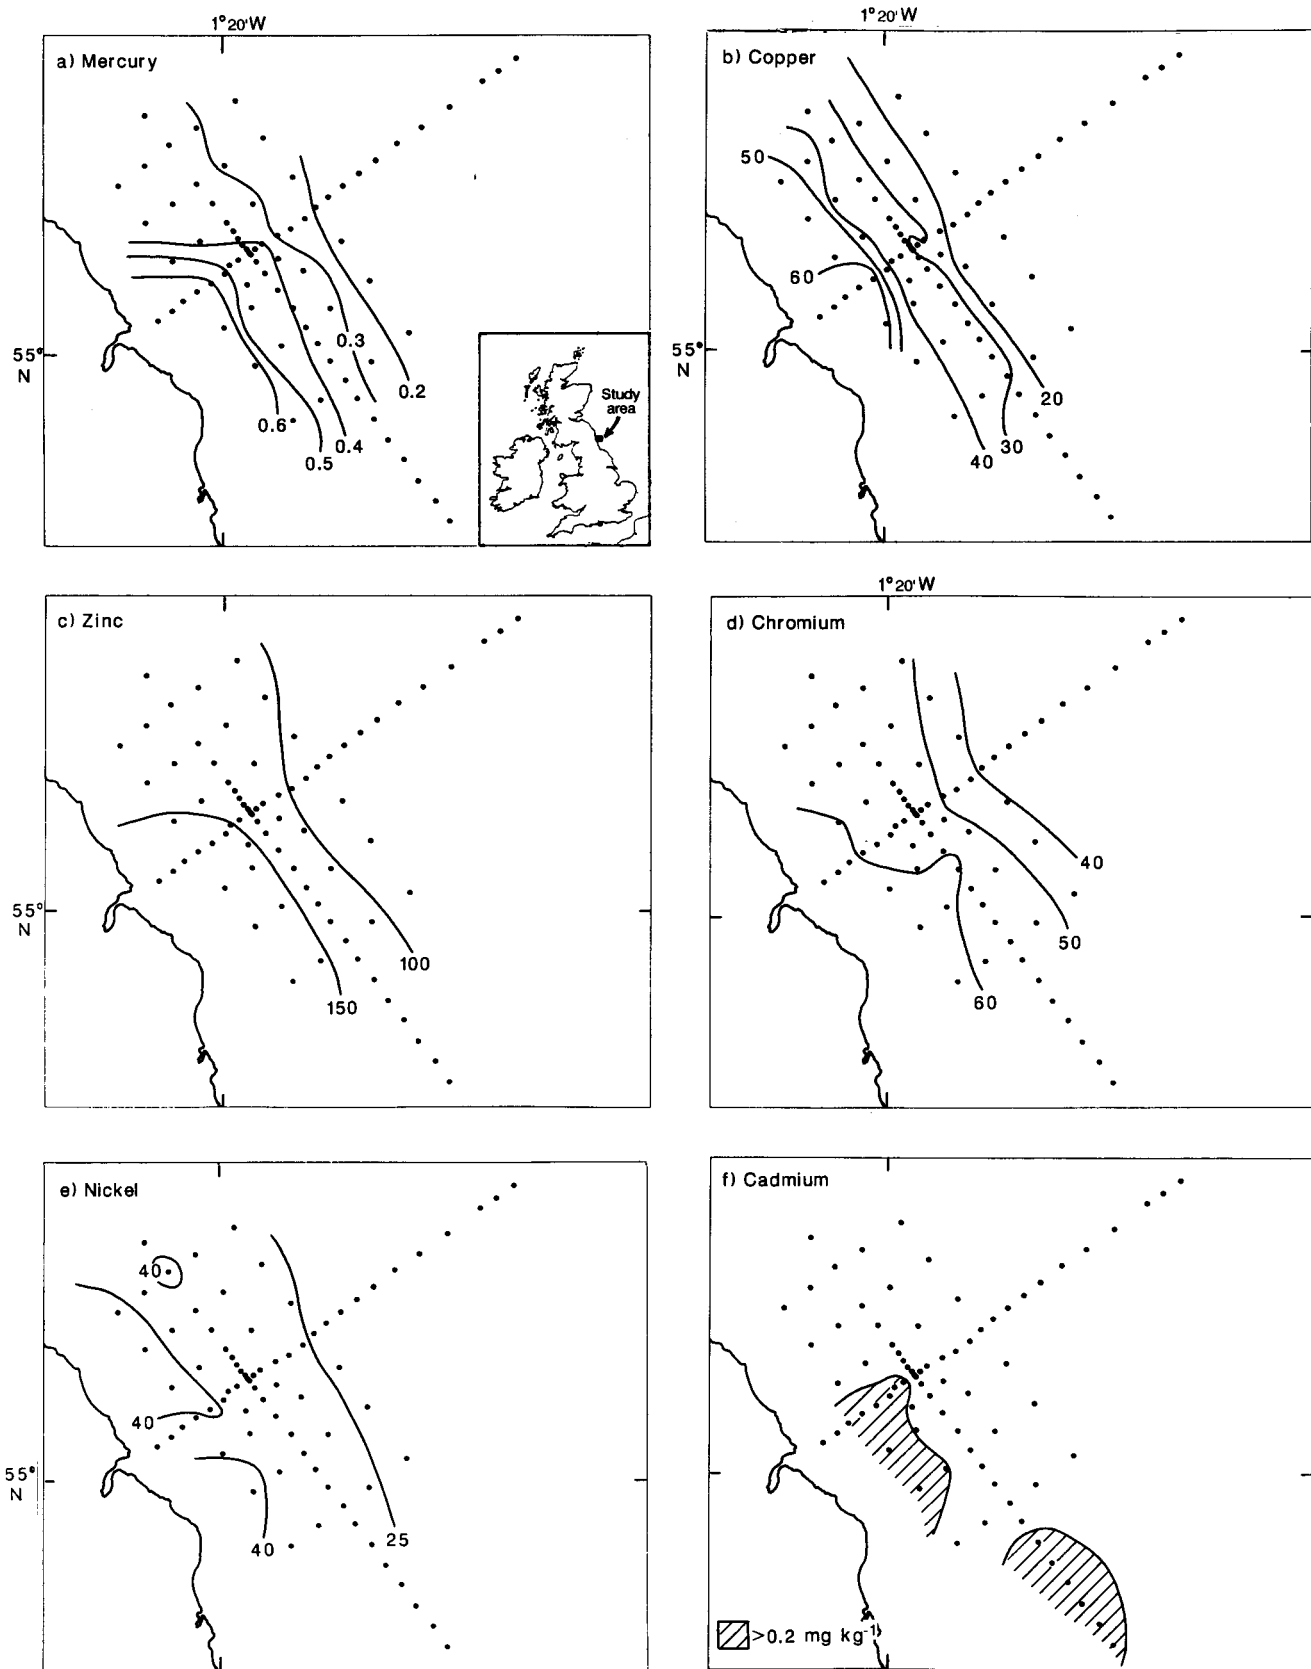 1°20'W
a) Mercury
0.3
0.2
0.6
0.4
0.5
55°
N
Study
area
1°20'W
b) Copper
50
60
20
30
40
55°
N
c) Zinc
100
150
55°
N
1°20'W
d) Chromium
40
50
60
e) Nickel
40
40
40
25
55°
N
f) Cadmium
>0.2 mg kg⁻¹